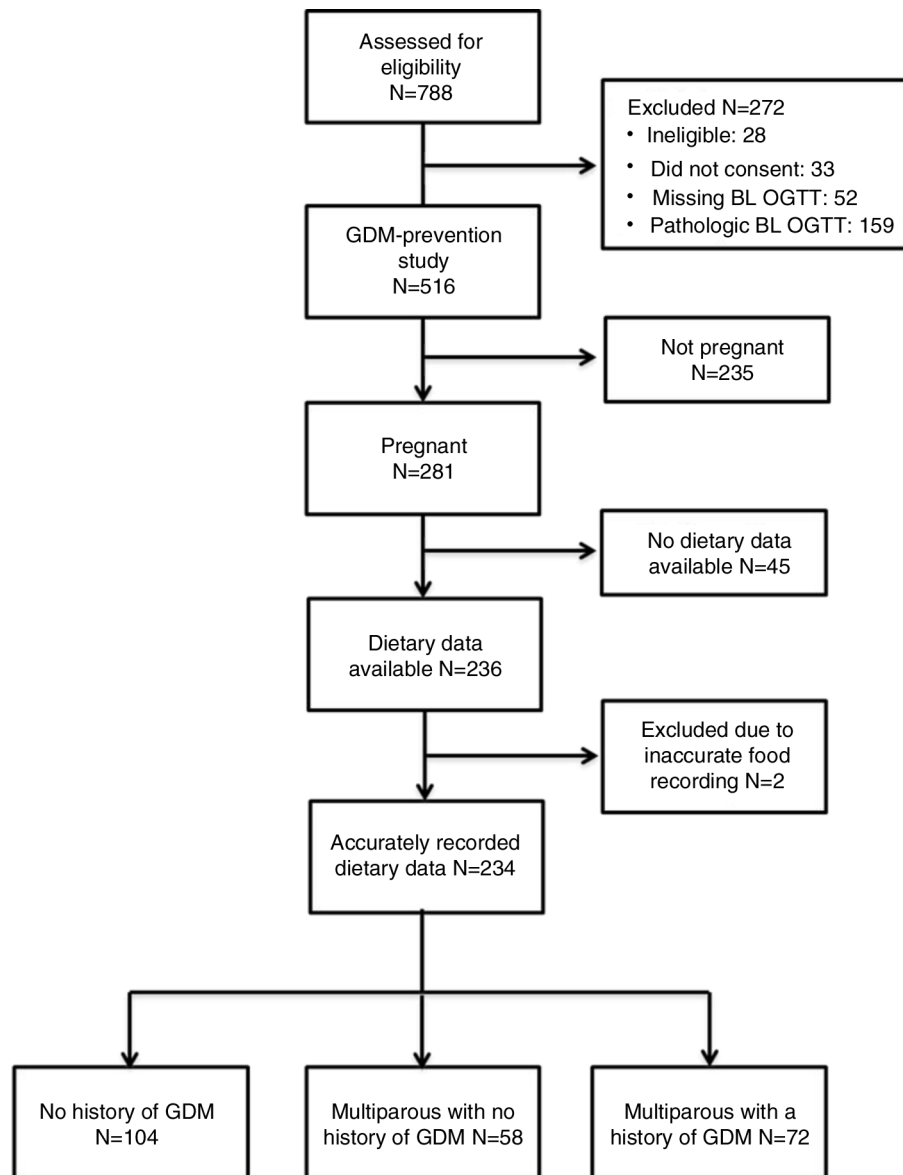 Assessed for
eligibility
N=788
Excluded N=272
• Ineligible: 28
• Did not consent: 33
• Missing BL OGTT: 52
• Pathologic BL OGTT: 159
GDM-prevention
study
N=516
Not pregnant
N=235
Pregnant
N=281
No dietary data
available N=45
Dietary data
available N=236
Excluded due to
inaccurate food
recording N=2
Accurately recorded
dietary data N=234
No history of GDM
N=104
Multiparous with no
history of GDM N=58
Multiparous with a
history of GDM N=72